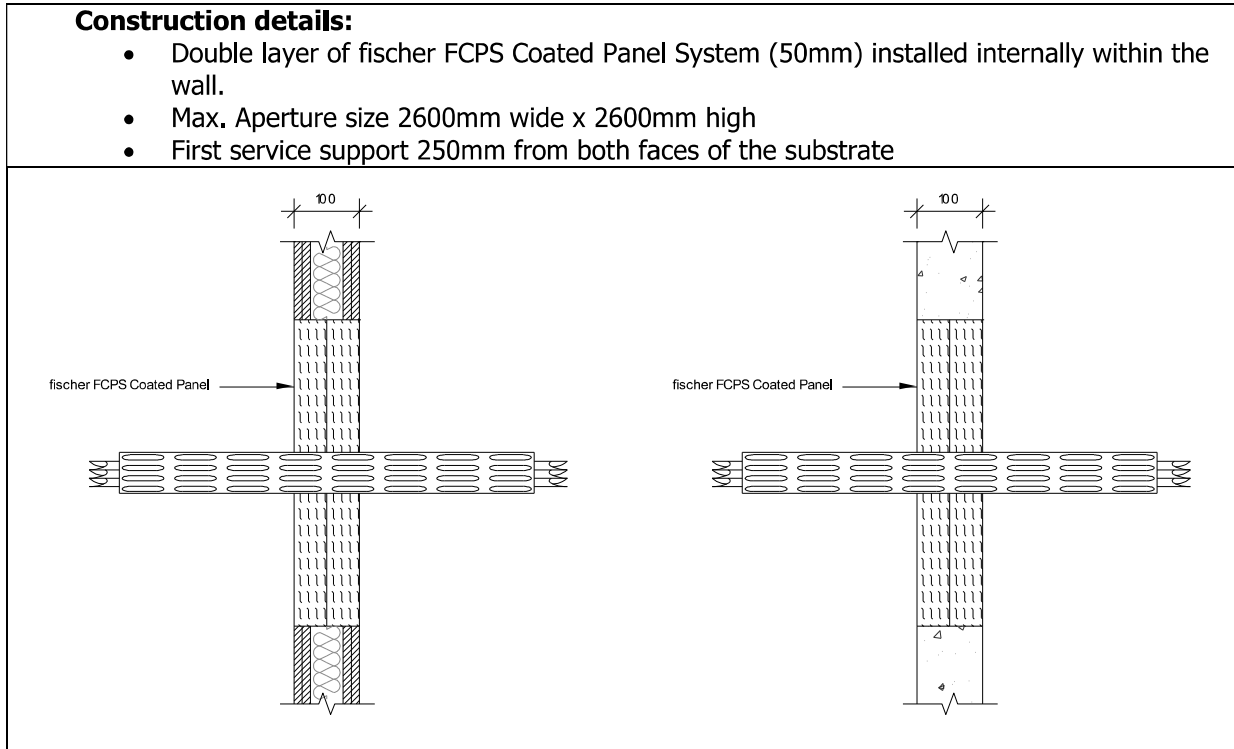 Construction details:
• Double layer of fischer FCPS Coated Panel System (50mm) installed internally within the
wall.
• Max. Aperture size 2600mm wide x 2600mm high
• First service support 250mm from both faces of the substrate
100
100
fischer FCPS Coated Panel
fischer FCPS Coated Panel